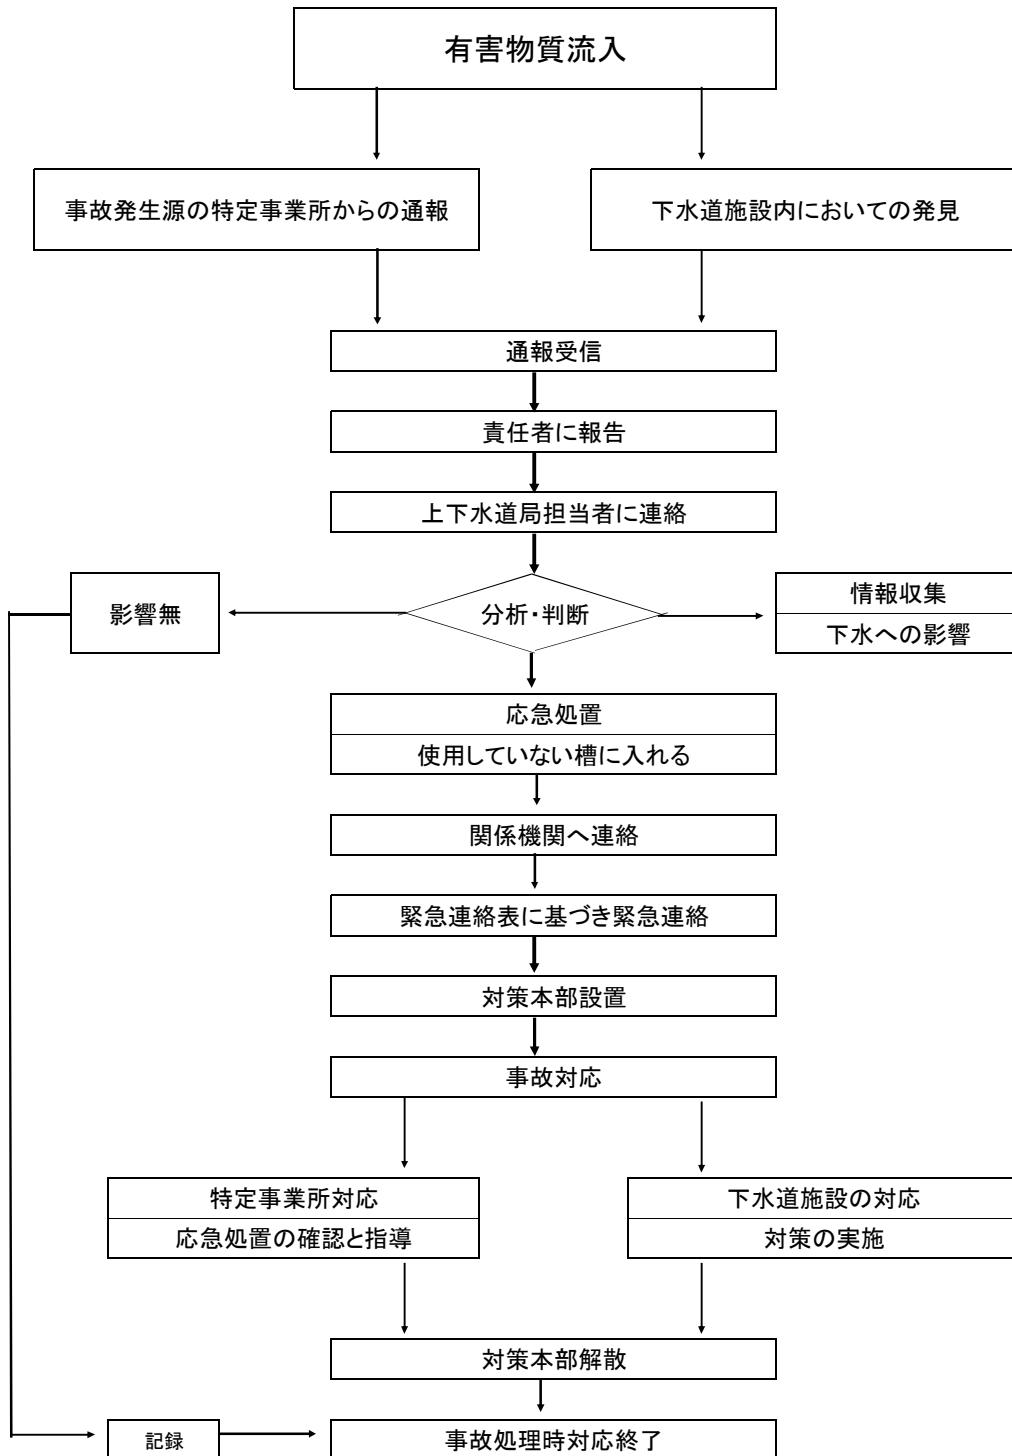 有害物質流入
事故発生源の特定事業所からの通報
下水道施設内においての発見
通報受信
責任者に報告
上下水道局担当者に連絡
影響無
分析・判断
情報収集
下水への影響
応急処置
使用していない槽に入れる
関係機関へ連絡
緊急連絡表に基づき緊急連絡
対策本部設置
事故対応
特定事業所対応
応急処置の確認と指導
下水道施設の対応
対策の実施
対策本部解散
記録
事故処理時対応終了